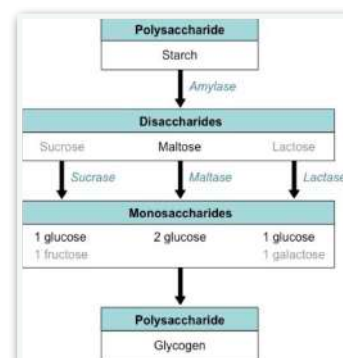 Polysaccharide
Starch
Amylase
Disaccharides
Sucrose Maltose Lactose
Sucrase Maltase Lactase
Monosaccharides
1 glucose 2 glucose 1 glucose
1 fructose 1 galactose
Polysaccharide
Glycogen